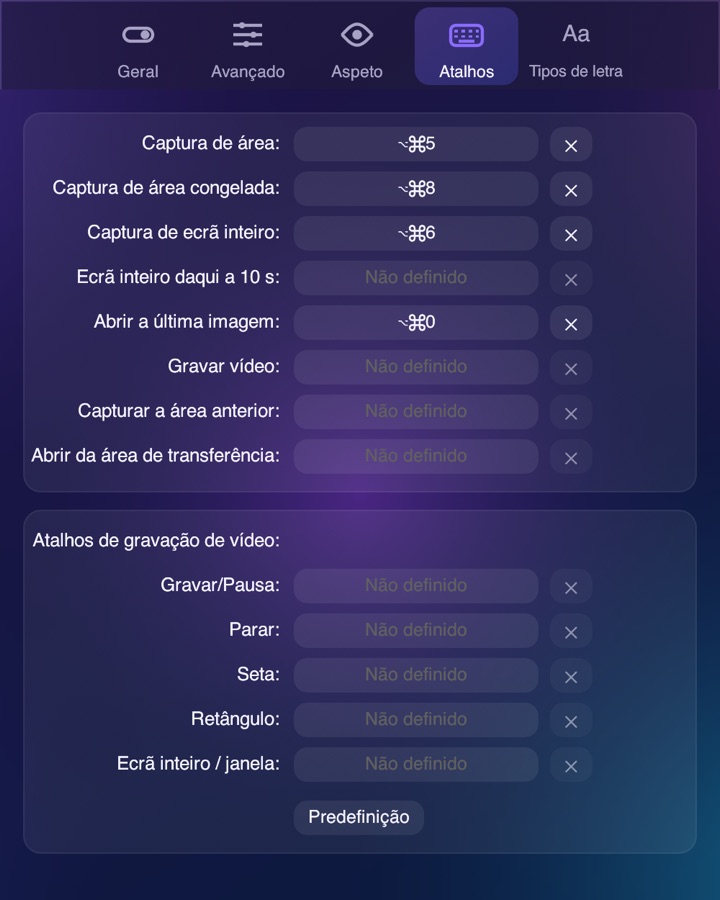 Geral
Avançado
Aspeto
Atalhos
Aa
Tipos de letra
Captura de área: ⌥⌘5
Captura de área congelada: ⌥⌘8
Captura de ecrã inteiro: ⌥⌘6
Ecrã inteiro daqui a 10 s: Não definido
Abrir a última imagem: ⌥⌘0
Gravar vídeo: Não definido
Capturar a área anterior: Não definido
Abrir da área de transferência: Não definido
Atalhos de gravação de vídeo:
Gravar/Pausa: Não definido
Parar: Não definido
Seta: Não definido
Retângulo: Não definido
Ecrã inteiro / janela: Não definido
Predefinição